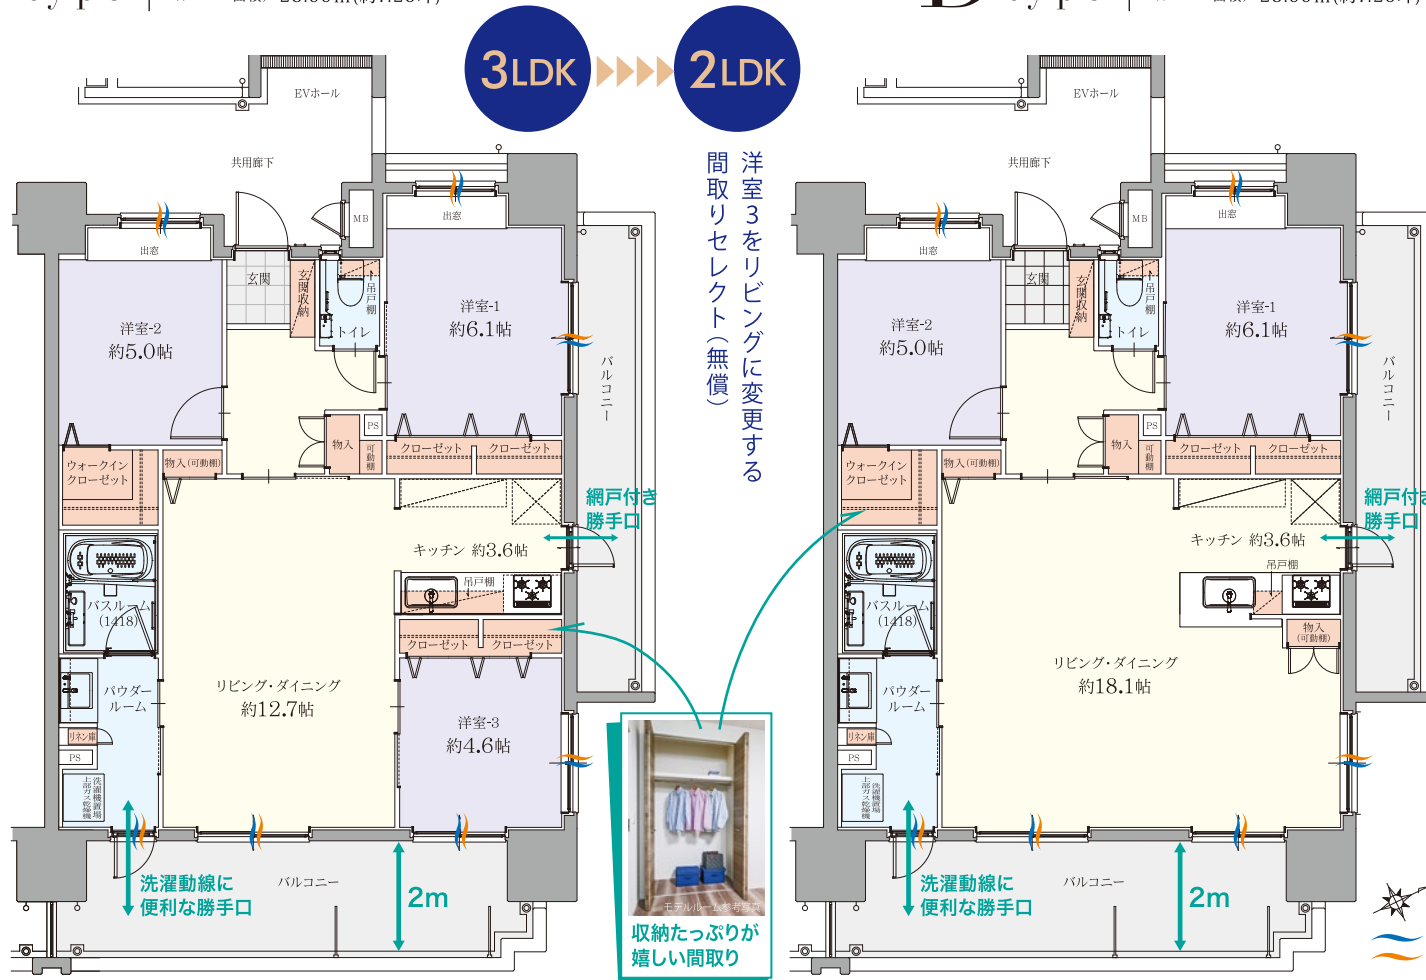 3LDK
2LDK
洋室3をリビングに変更する
間取りセレクト(無償)
EVホール
共用廊下
MB
出窓
出窓
玄関
玄関収納
吊戸棚
トイレ
洋室-1
約6.1帖
洋室-2
約5.0帖
バルコニー
PS
物入
可動棚
クローゼット
クローゼット
ウォークイン
クローゼット
物入(可動棚)
網戸付き
勝手口
キッチン 約3.6帖
吊戸棚
バスルーム
(1418)
クローゼット
クローゼット
リビング・ダイニング
約12.7帖
パウダー
ルーム
洋室-3
約4.6帖
リネン庫
PS
洗濯機置場
上部ガス乾燥機
洗濯動線に
便利な勝手口
バルコニー
2m
モデルルーム参考写真
収納たっぷりが
嬉しい間取り
EVホール
共用廊下
MB
出窓
出窓
玄関
玄関収納
吊戸棚
トイレ
洋室-1
約6.1帖
洋室-2
約5.0帖
バルコニー
PS
物入
可動棚
クローゼット
クローゼット
ウォークイン
クローゼット
物入(可動棚)
網戸付き
勝手口
キッチン 約3.6帖
吊戸棚
バスルーム
(1418)
物入
(可動棚)
リビング・ダイニング
約18.1帖
パウダー
ルーム
リネン庫
PS
洗濯機置場
上部ガス乾燥機
洗濯動線に
便利な勝手口
バルコニー
2m